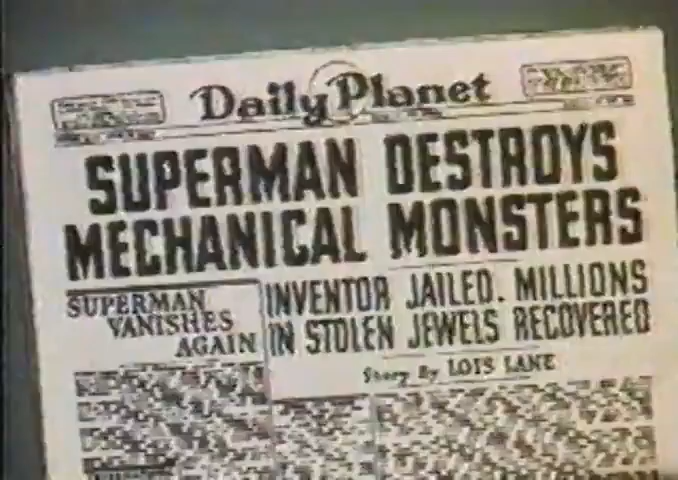 Daily Planet
SUPERMAN DESTROYS
MECHANICAL MONSTERS
SUPERMAN
VANISHES
AGAIN
INVENTOR JAILED. MILLIONS
IN STOLEN JEWELS RECOVERED
Story By LOIS LANE